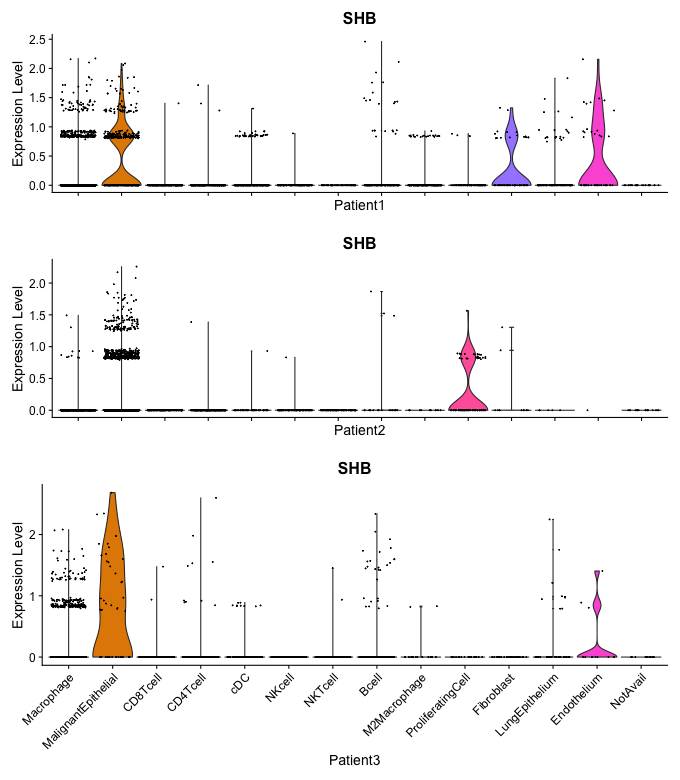 SHB
Expression Level
2.5
2.0
1.5
1.0
0.5
0.0
Patient1
SHB
Expression Level
2.0
1.5
1.0
0.5
0.0
Patient2
SHB
Expression Level
2
1
0
Macrophage
MalignantEpithelial
CD8Tcell
CD4Tcell
cDC
NKcell
NKTcell
Bcell
M2Macrophage
ProliferatingCell
Fibroblast
LungEpithelium
Endothelium
NotAvail
Patient3